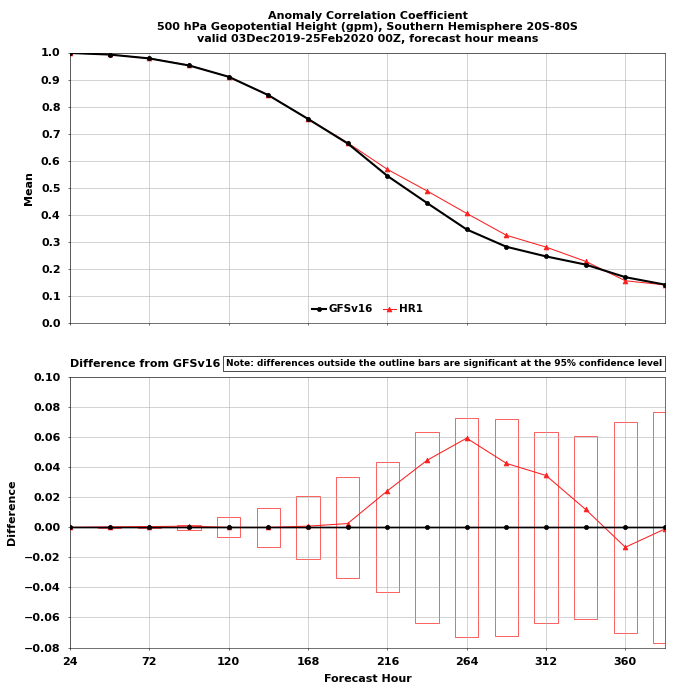 Anomaly Correlation Coefficient
500 hPa Geopotential Height (gpm), Southern Hemisphere 20S-80S
valid 03Dec2019-25Feb2020 00Z, forecast hour means
1.0
0.9
0.8
0.7
0.6
0.5
0.4
0.3
0.2
0.1
0.0
Mean
GFSv16 HR1
Difference from GFSv16 Note: differences outside the outline bars are significant at the 95% confidence level
0.10
0.08
0.06
0.04
0.02
0.00
−0.02
−0.04
−0.06
−0.08
Difference
24 72 120 168 216 264 312 360
Forecast Hour